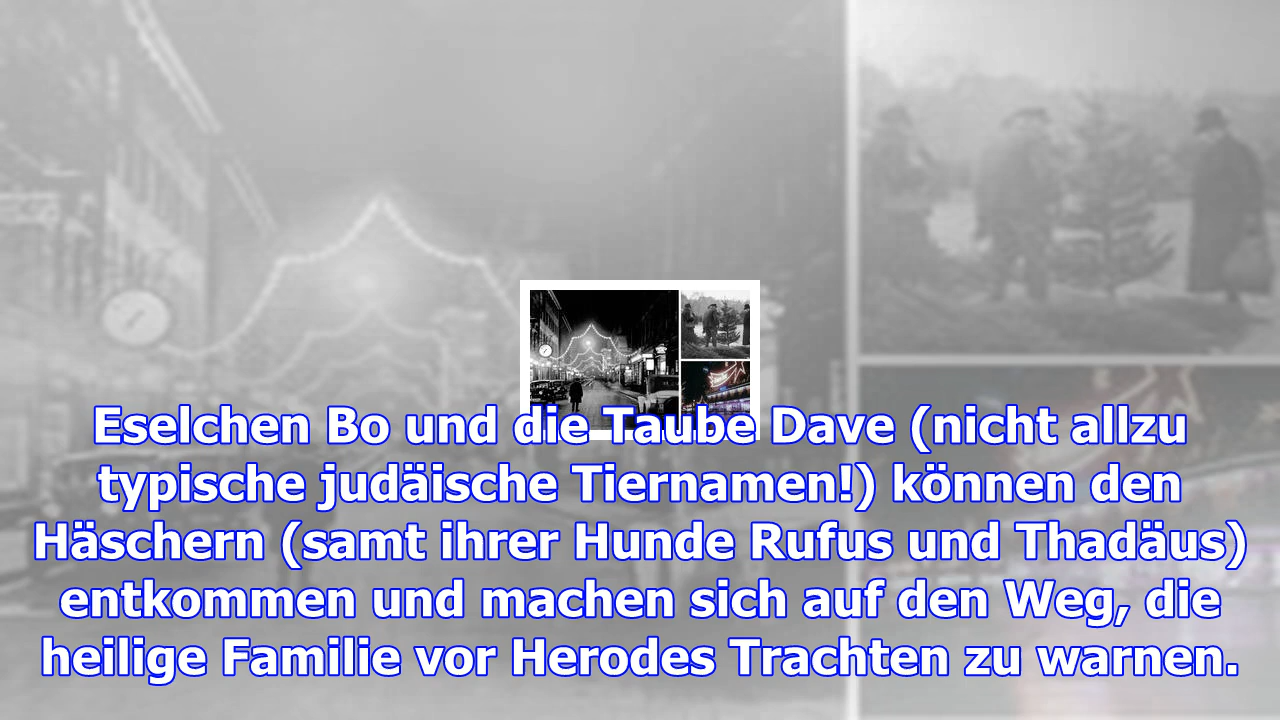 Eselchen Bo und die Taube Dave (nicht allzu
typische judäische Tiernamen!) können den
Häschern (samt ihrer Hunde Rufus und Thadäus)
entkommen und machen sich auf den Weg, die
heilige Familie vor Herodes Trachten zu warnen.